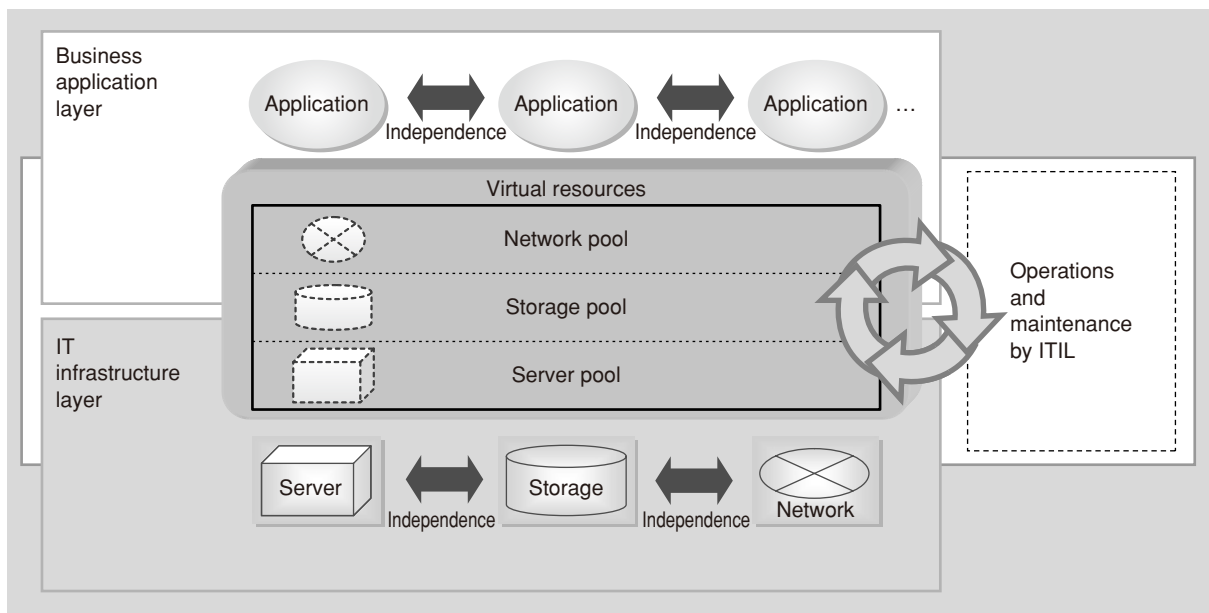 Business
application
layer
Application
Application
Application
…
Independence
Independence
Virtual resources
Network pool
Storage pool
Server pool
Operations
and
maintenance
by ITIL
IT
infrastructure
layer
Server
Storage
Network
Independence
Independence